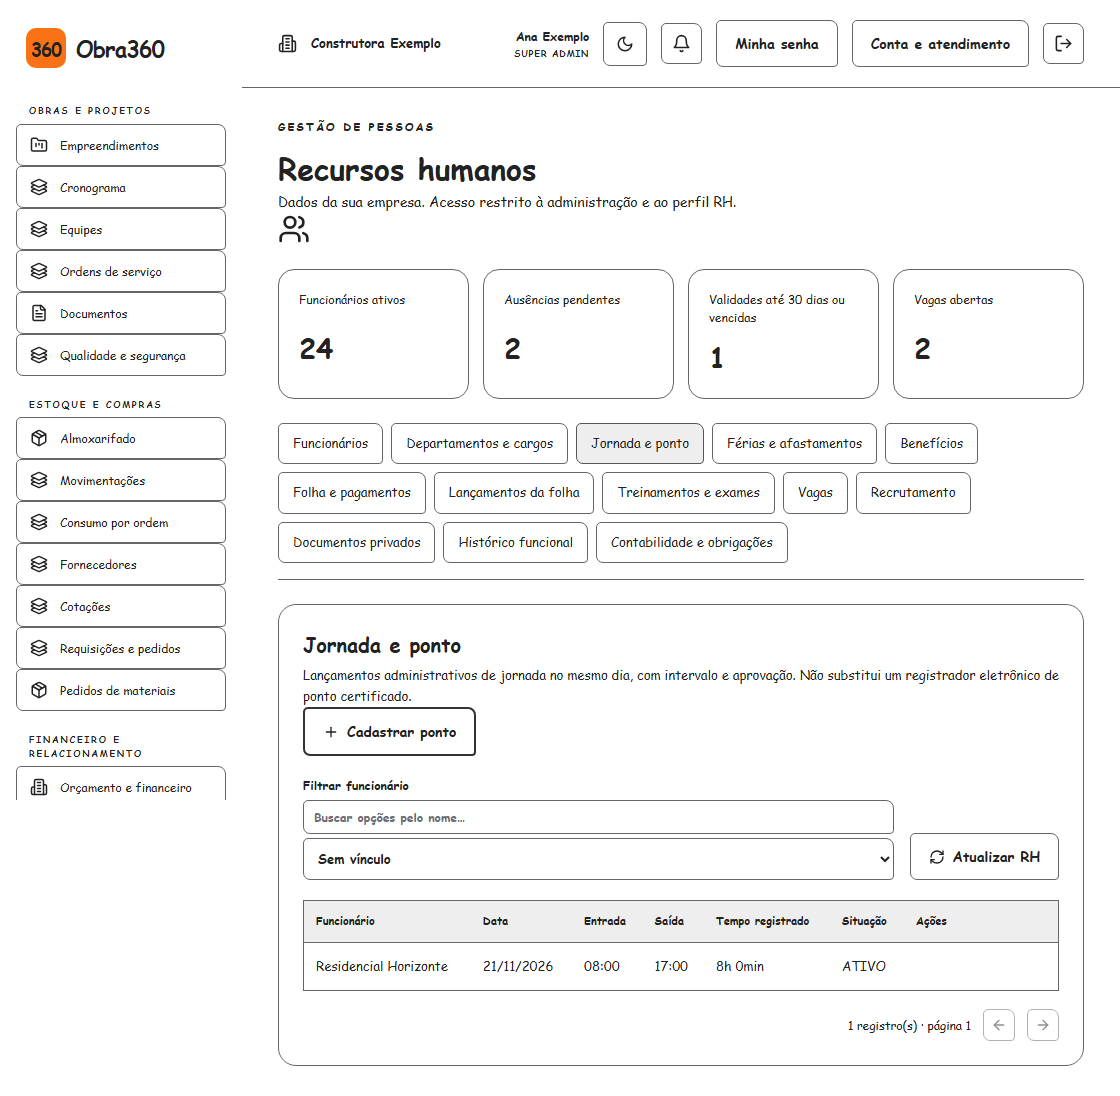 360 Obra360
OBRAS E PROJETOS
Empreendimentos
Cronograma
Equipes
Ordens de serviço
Documentos
Qualidade e segurança
ESTOQUE E COMPRAS
Almoxarifado
Movimentações
Consumo por ordem
Fornecedores
Cotações
Requisições e pedidos
Pedidos de materiais
FINANCEIRO E
RELACIONAMENTO
Orçamento e financeiro
Construtora Exemplo
Ana Exemplo
SUPER ADMIN
Minha senha
Conta e atendimento
GESTÃO DE PESSOAS
Recursos humanos
Dados da sua empresa. Acesso restrito à administração e ao perfil RH.
Funcionários ativos
24
Ausências pendentes
2
Validades até 30 dias ou
vencidas
1
Vagas abertas
2
Funcionários Departamentos e cargos Jornada e ponto Férias e afastamentos Benefícios
Folha e pagamentos Lançamentos da folha Treinamentos e exames Vagas Recrutamento
Documentos privados Histórico funcional Contabilidade e obrigações
Jornada e ponto
Lançamentos administrativos de jornada no mesmo dia, com intervalo e aprovação. Não substitui um registrador eletrônico de
ponto certificado.
+ Cadastrar ponto
Filtrar funcionário
Buscar opções pelo nome...
Sem vínculo
Atualizar RH
Funcionário Data Entrada Saída Tempo registrado Situação Ações
Residencial Horizonte 21/11/2026 08:00 17:00 8h 0min ATIVO
1 registro(s) · página 1